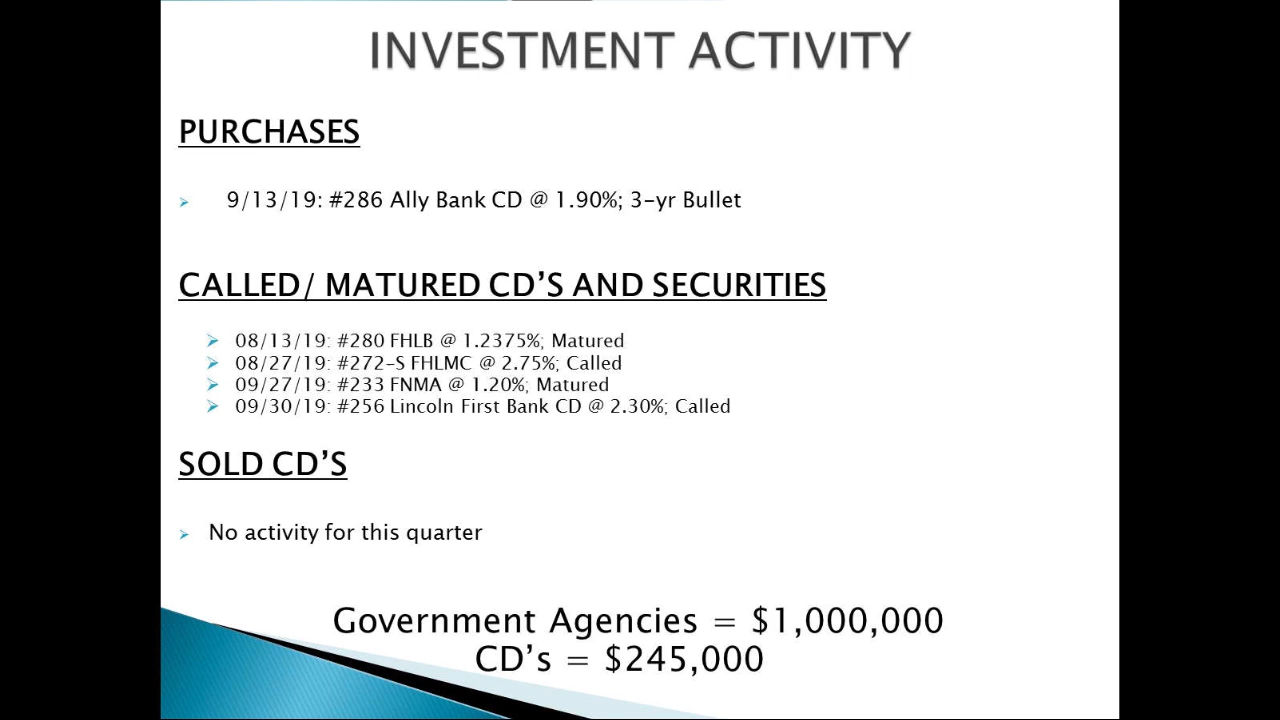 INVESTMENT ACTIVITY
PURCHASES
9/13/19: #286 Ally Bank CD @ 1.90%; 3-yr Bullet
CALLED/ MATURED CD’S AND SECURITIES
08/13/19: #280 FHLB @ 1.2375%; Matured
08/27/19: #272-S FHLMC @ 2.75%; Called
09/27/19: #233 FNMA @ 1.20%; Matured
09/30/19: #256 Lincoln First Bank CD @ 2.30%; Called
SOLD CD’S
No activity for this quarter
Government Agencies = $1,000,000
CD’s = $245,000